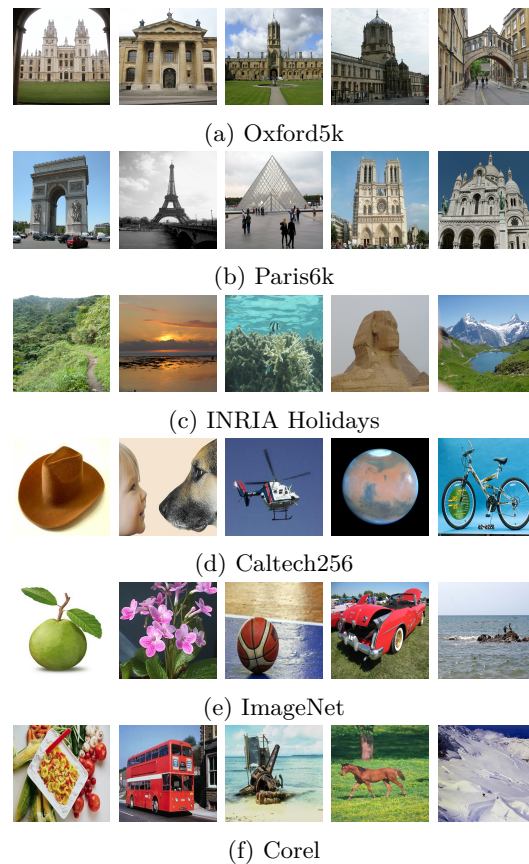 (a) Oxford5k
(b) Paris6k
(c) INRIA Holidays
(d) Caltech256
(e) ImageNet
(f) Corel